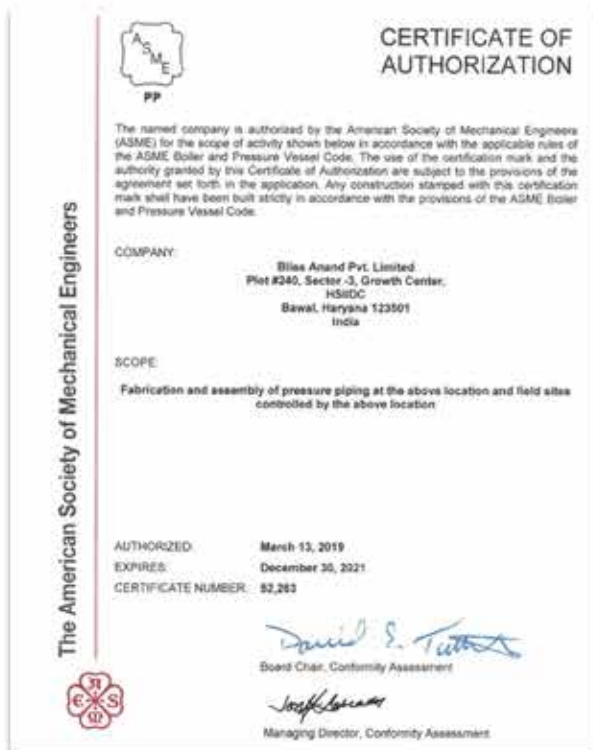 ASME
PP
CERTIFICATE OF
AUTHORIZATION
The named company is authorized by the American Society of Mechanical Engineers
(ASME) for the scope of activity shown below in accordance with the applicable rules of
the ASME Boiler and Pressure Vessel Code. The use of the certification mark and the
authority granted by this Certificate of Authorization are subject to the provisions of the
agreement set forth in the application. Any construction stamped with this certification
mark shall have been built strictly in accordance with the provisions of the ASME Boiler
and Pressure Vessel Code.
COMPANY:
Bliss Anand Pvt. Limited
Plot #240, Sector -3, Growth Center,
HSIIDC
Bawal, Haryana 123501
India
SCOPE:
Fabrication and assembly of pressure piping at the above location and field sites
controlled by the above location
AUTHORIZED: March 13, 2019
EXPIRES: December 30, 2021
CERTIFICATE NUMBER: 52,263
David S.
Board Chair, Conformity Assessment
Managing Director, Conformity Assessment
The American Society of Mechanical Engineers
ASME